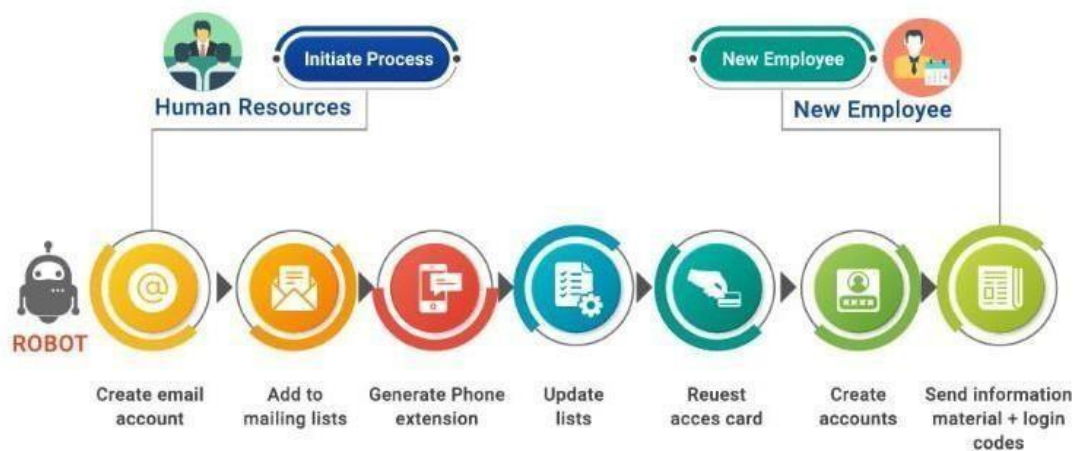 Initiate Process
Human Resources
New Employee
New Employee
@
ROBOT
Create email
account
Add to
mailing lists
Generate Phone
extension
Update
lists
Reuest
acces card
Create
accounts
Send information
material + login
codes